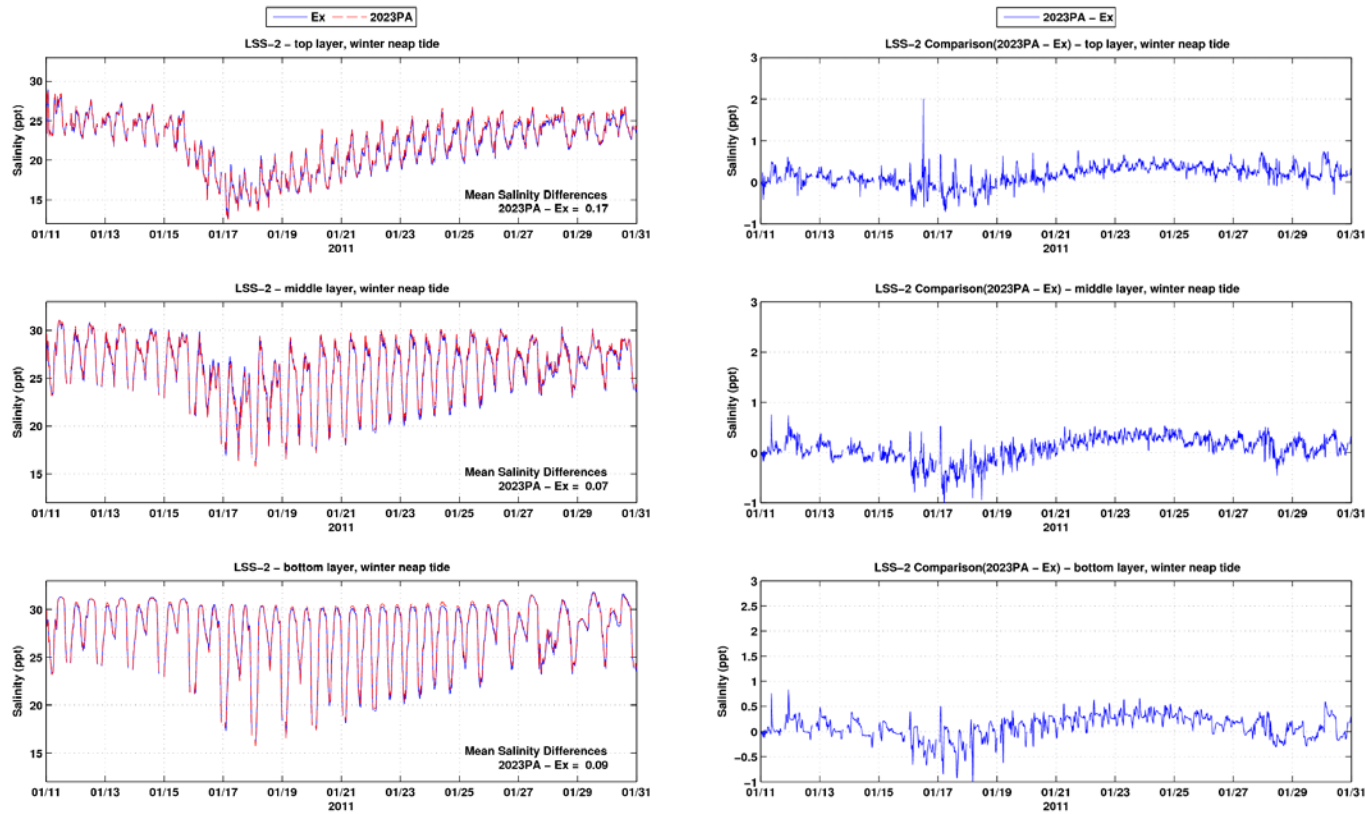 Ex 2023PA
LSS-2 - top layer, winter neap tide
Salinity (ppt)
30
25
20
15
Mean Salinity Differences
2023PA - Ex = 0.17
01/11 01/13 01/15 01/17 01/19 01/21 01/23 01/25 01/27 01/29 01/31
2011
2023PA - Ex
LSS-2 Comparison(2023PA - Ex) - top layer, winter neap tide
Salinity (ppt)
3
2
1
0
-1
01/11 01/13 01/15 01/17 01/19 01/21 01/23 01/25 01/27 01/29 01/31
2011
LSS-2 - middle layer, winter neap tide
Salinity (ppt)
30
25
20
15
Mean Salinity Differences
2023PA - Ex = 0.07
01/11 01/13 01/15 01/17 01/19 01/21 01/23 01/25 01/27 01/29 01/31
2011
LSS-2 Comparison(2023PA - Ex) - middle layer, winter neap tide
Salinity (ppt)
3
2
1
0
-1
01/11 01/13 01/15 01/17 01/19 01/21 01/23 01/25 01/27 01/29 01/31
2011
LSS-2 - bottom layer, winter neap tide
Salinity (ppt)
30
25
20
15
Mean Salinity Differences
2023PA - Ex = 0.09
01/11 01/13 01/15 01/17 01/19 01/21 01/23 01/25 01/27 01/29 01/31
2011
LSS-2 Comparison(2023PA - Ex) - bottom layer, winter neap tide
Salinity (ppt)
3
2.5
2
1.5
1
0.5
0
-0.5
-1
01/11 01/13 01/15 01/17 01/19 01/21 01/23 01/25 01/27 01/29 01/31
2011